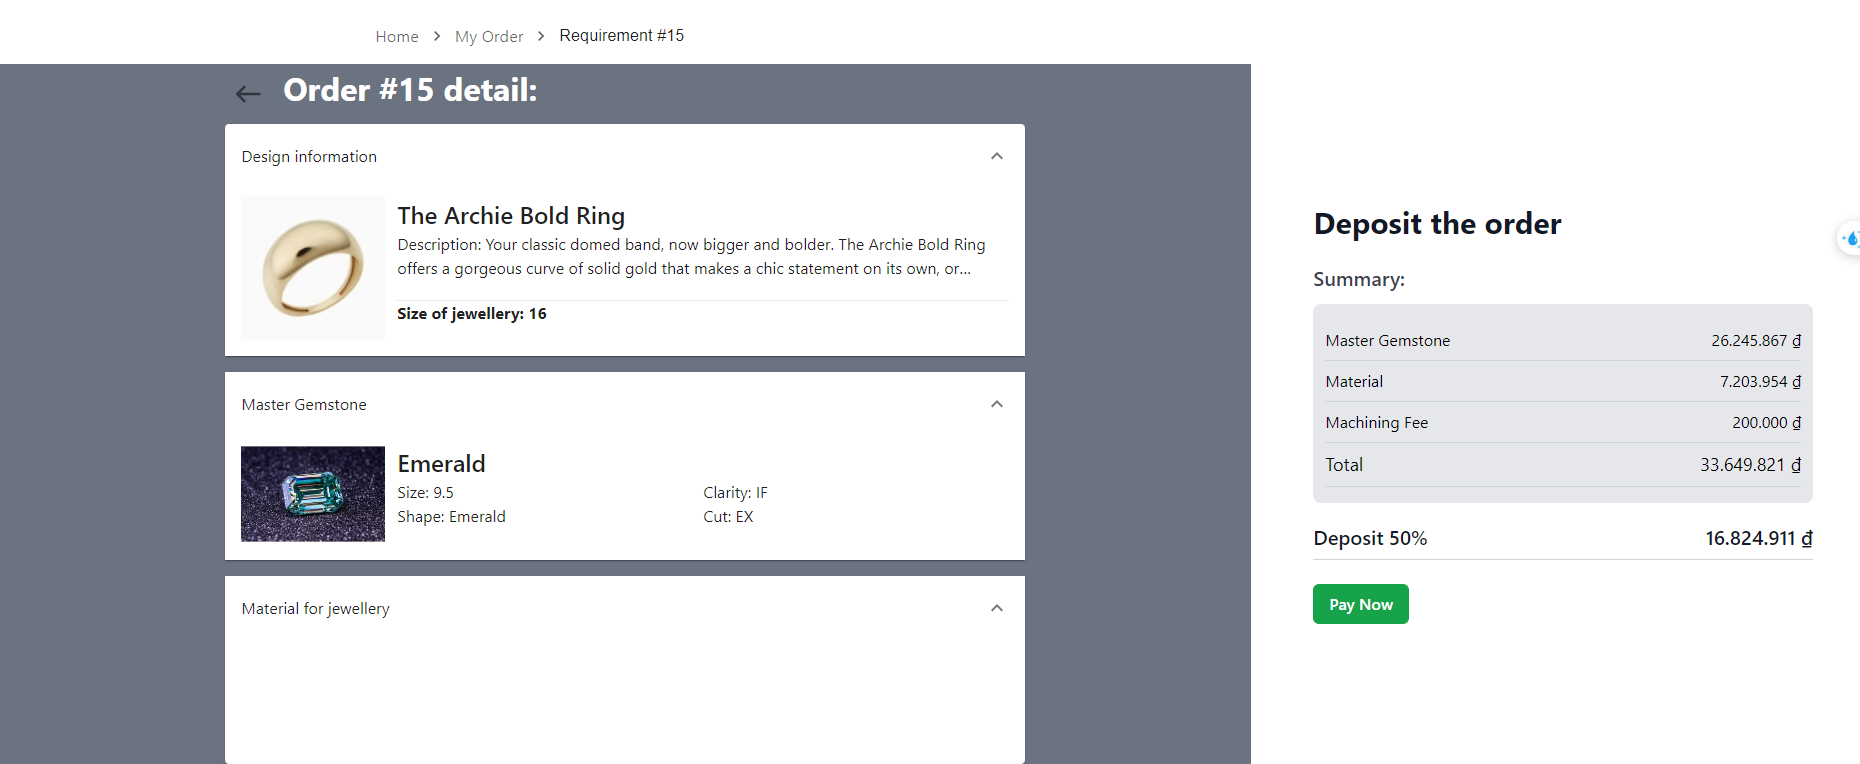 Home > My Order > Requirement #15
Order #15 detail:
Design information
The Archie Bold Ring
Description: Your classic domed band, now bigger and bolder. The Archie Bold Ring
offers a gorgeous curve of solid gold that makes a chic statement on its own, or...
Size of jewellery: 16
Master Gemstone
Emerald
Size: 9.5
Clarity: IF
Shape: Emerald
Cut: EX
Material for jewellery
Deposit the order
Summary:
Master Gemstone 26.245.867 ₫
Material 7.203.954 ₫
Machining Fee 200.000 ₫
Total 33.649.821 ₫
Deposit 50% 16.824.911 ₫
Pay Now